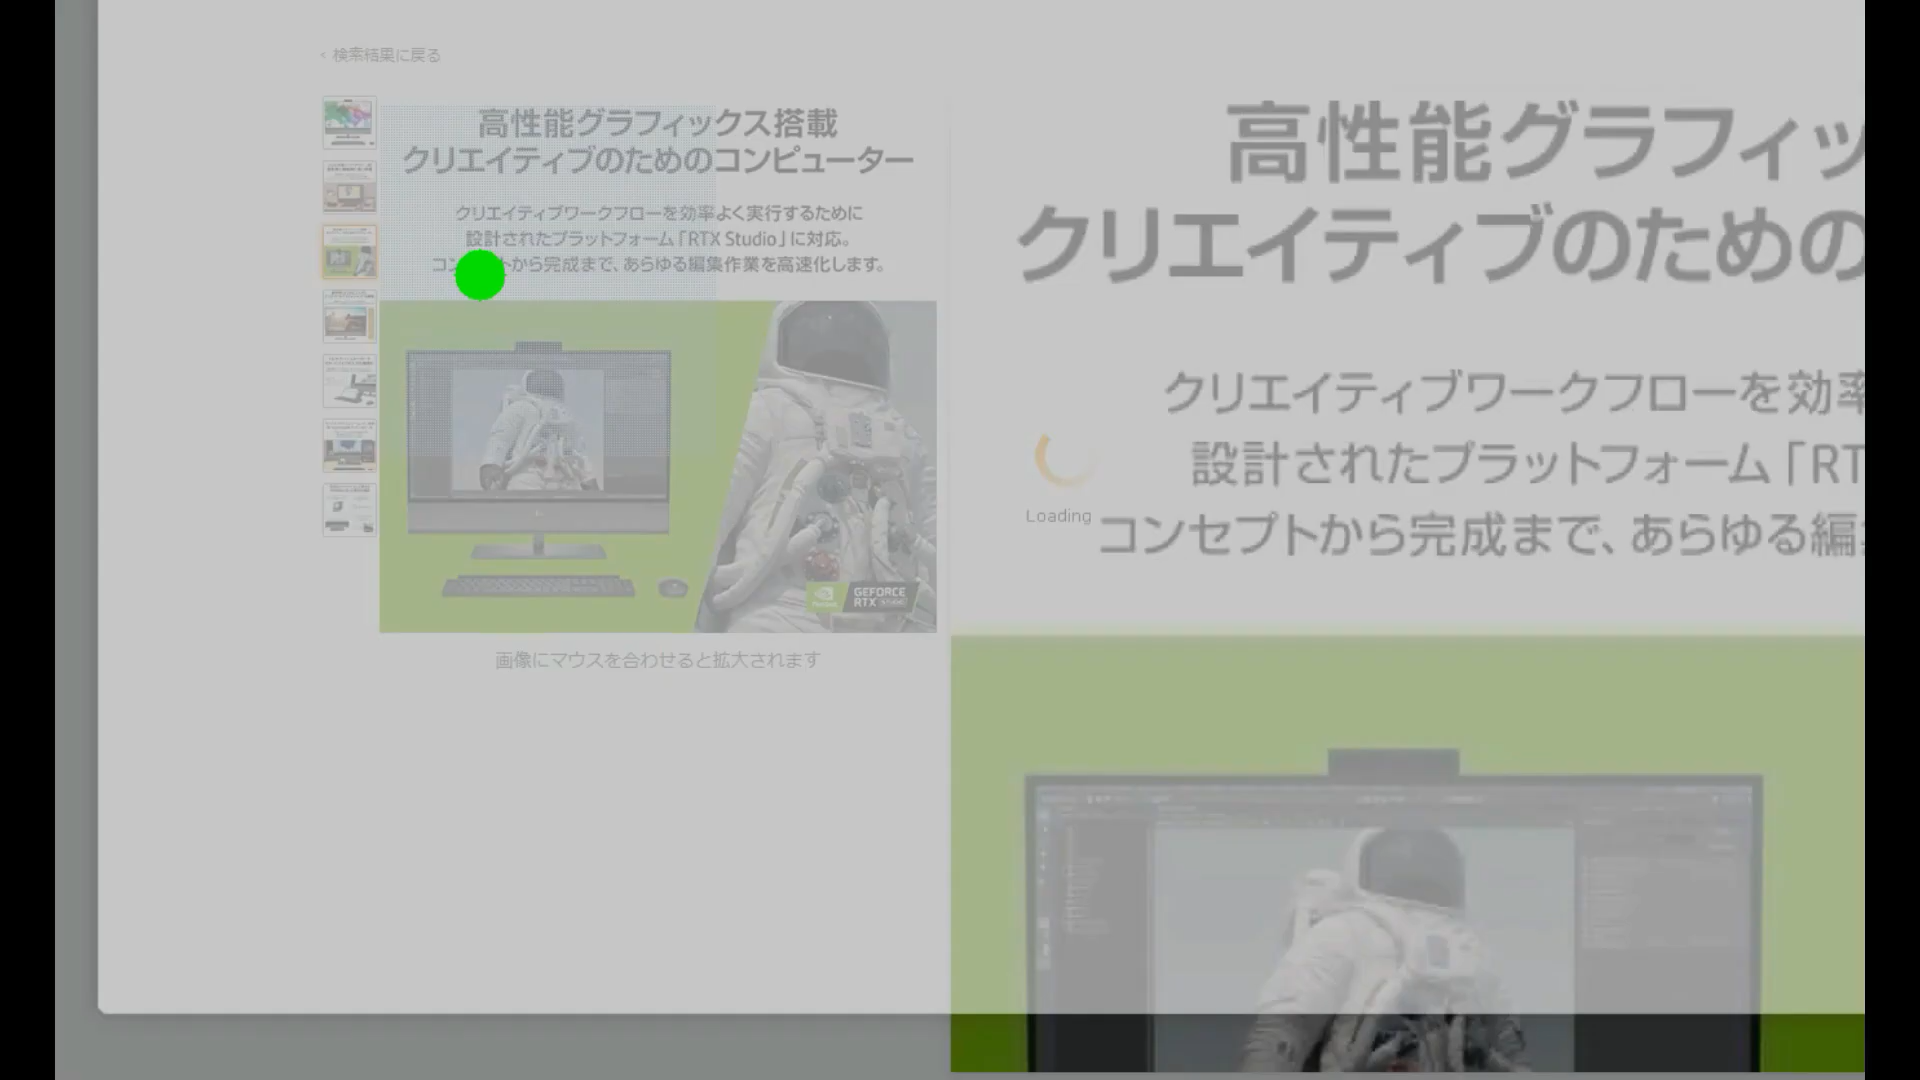 < 検索結果に戻る
高性能グラフィックス搭載
クリエイティブのためのコンピューター
クリエイティブワークフローを効率よく実行するために
設計されたプラットフォーム「RTX Studio」に対応。
コン トから完成まで、あらゆる編集作業を高速化します。
GEFORCE
RTX
画像にマウスを合わせると拡大されます
高性能グラフィッ
クリエイティブのための
クリエイティブワークフローを効率
設計されたプラットフォーム「RT
Loading
コンセプトから完成まで、あらゆる編